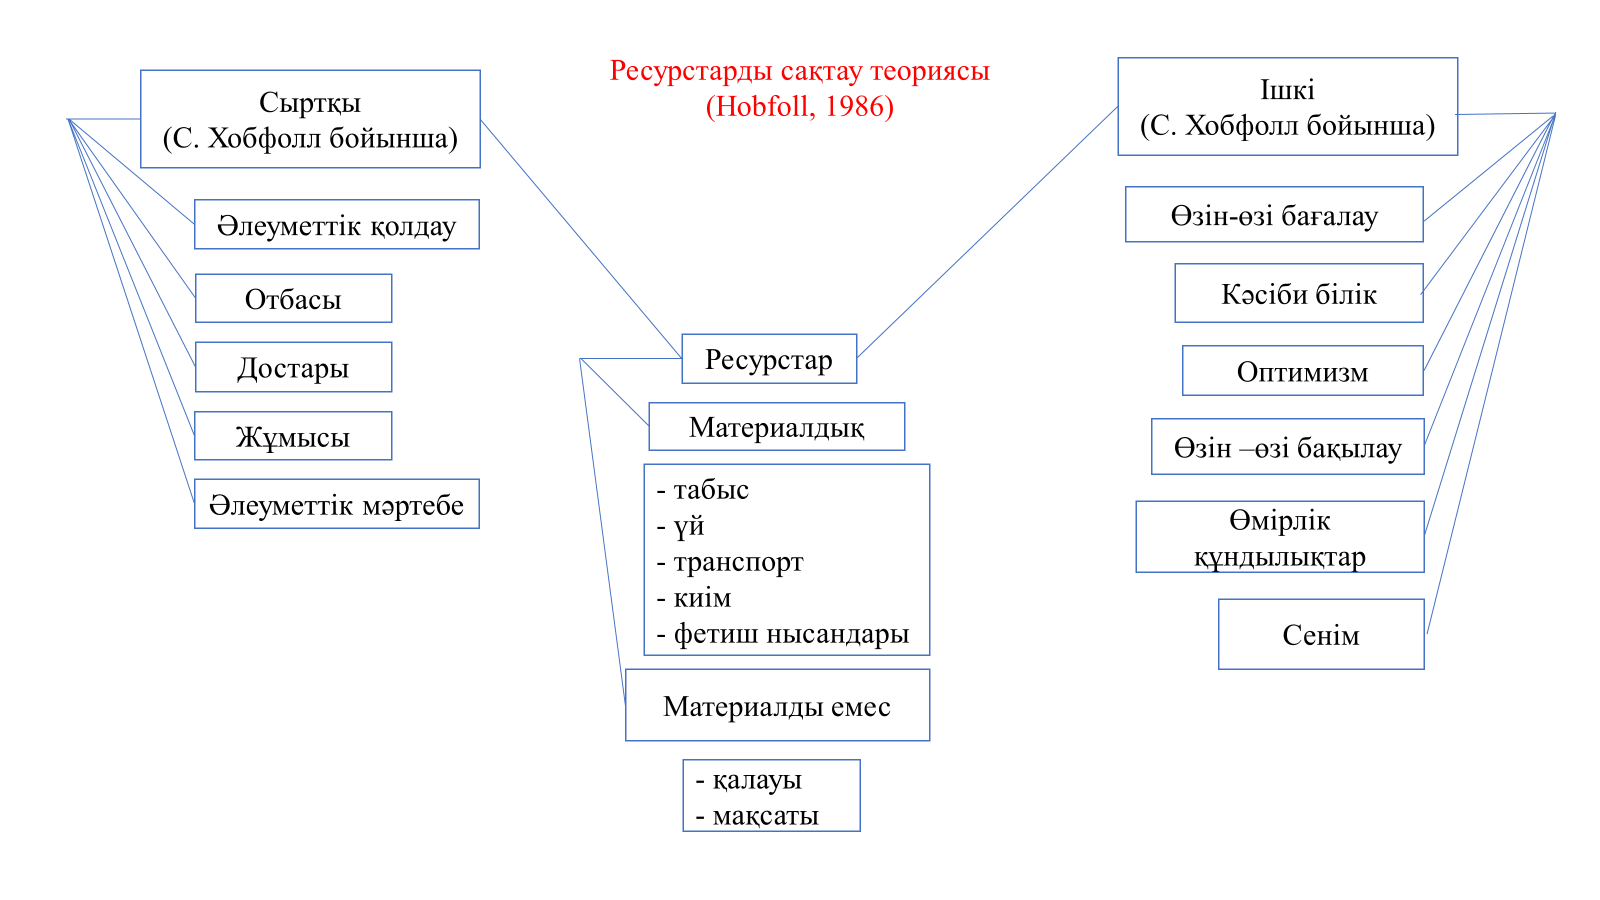 Ресурстарды сақтау теориясы
(Hobfoll, 1986)
Сыртқы
(С. Хобфолл бойынша)
Әлеуметтік қолдау
Отбасы
Достары
Жұмысы
Әлеуметтік мәртебе
Ресурстар
Материалдық
- табыс
- үй
- транспорт
- киім
- фетиш нысандары
Материалды емес
- қалауы
- мақсаты
Ішкі
(С. Хобфолл бойынша)
Өзін-өзі бағалау
Кәсіби білік
Оптимизм
Өзін –өзі бақылау
Өмірлік
құндылықтар
Сенім